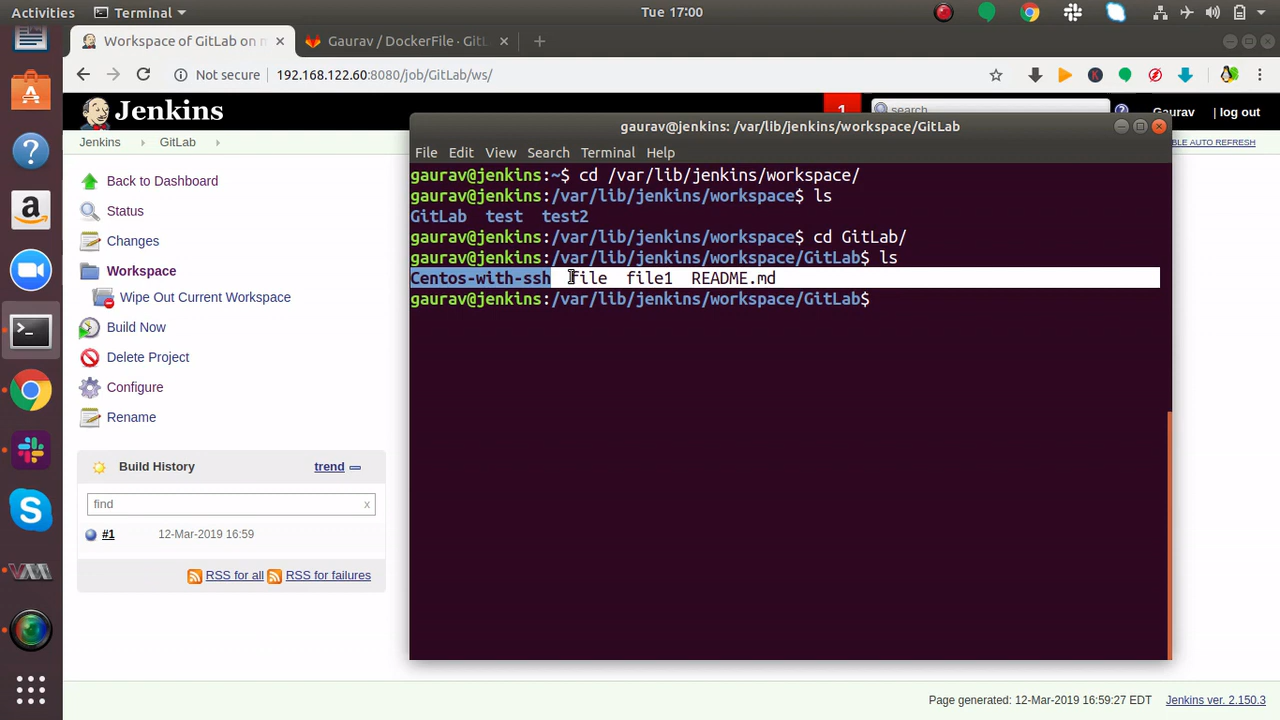 Activities Terminal Tue 17:00
Workspace of GitLab on n × Gaurav / DockerFile · GitL × +
Not secure 192.168.122.60:8080/job/GitLab/ws/
Jenkins 1 search ? Gaurav | log out
Jenkins GitLab BLE AUTO REFRESH
Back to Dashboard
Status
Changes
Workspace
Wipe Out Current Workspace
Build Now
Delete Project
Configure
Rename
Build History trend
find x
#1 12-Mar-2019 16:59
RSS for all RSS for failures
gaurav@jenkins: /var/lib/jenkins/workspace/GitLab
File Edit View Search Terminal Help
gaurav@jenkins:~$ cd /var/lib/jenkins/workspace/
gaurav@jenkins:/var/lib/jenkins/workspace$ ls
GitLab test test2
gaurav@jenkins:/var/lib/jenkins/workspace$ cd GitLab/
gaurav@jenkins:/var/lib/jenkins/workspace/GitLab$ ls
Centos-with-ssh file file1 README.md
gaurav@jenkins:/var/lib/jenkins/workspace/GitLab$
Page generated: 12-Mar-2019 16:59:27 EDT Jenkins ver. 2.150.3